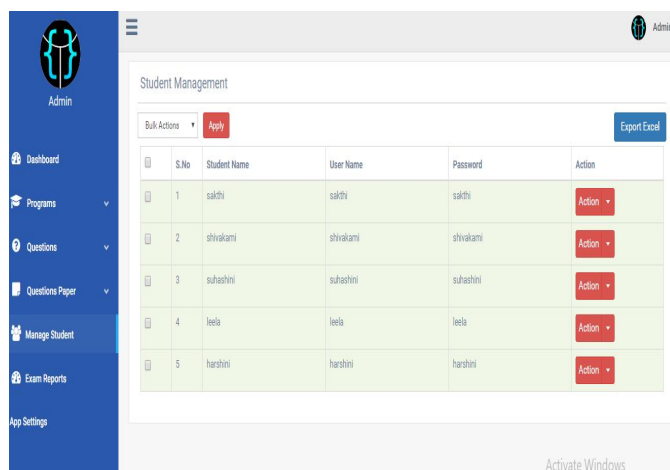 Admin
Admin
Dashboard
Programs
Questions
Questions Paper
Manage Student
Exam Reports
App Settings
Student Management
Bulk Actions Apply Export Excel
S.No Student Name User Name Password Action
1 sakthi sakthi sakthi Action
2 shivakami shivakami shivakami Action
3 suhashini suhashini suhashini Action
4 leela leela leela Action
5 harshini harshini harshini Action
Activate Windows